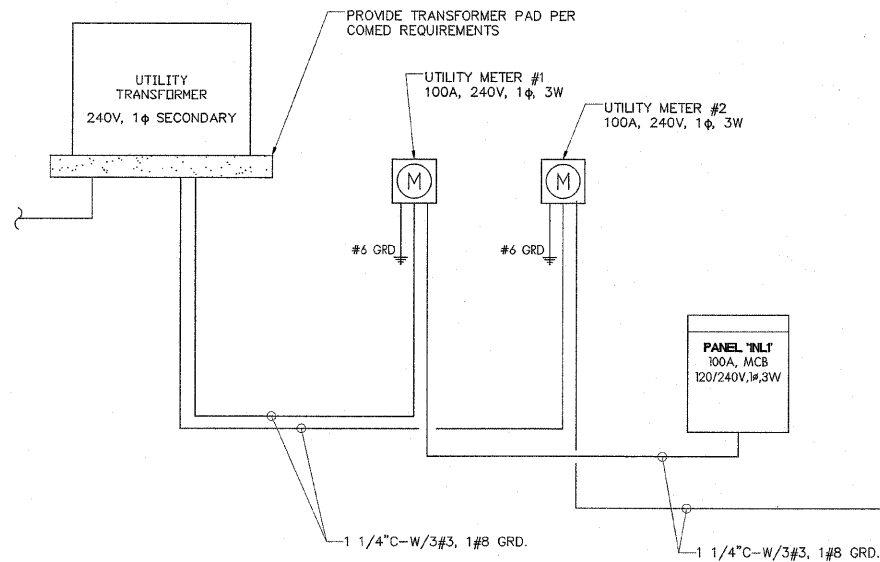 PROVIDE TRANSFORMER PAD PER
COMED REQUIREMENTS
UTILITY
TRANSFORMER
240V, 1ϕ SECONDARY
UTILITY METER #1
100A, 240V, 1ϕ, 3W
UTILITY METER #2
100A, 240V, 1ϕ, 3W
M
M
#6 GRD
#6 GRD
PANEL '1NL1'
100A, MCB
120/240V,1ø,3W
1 1/4"C-W/3#3, 1#8 GRD.
1 1/4"C-W/3#3, 1#8 GRD.